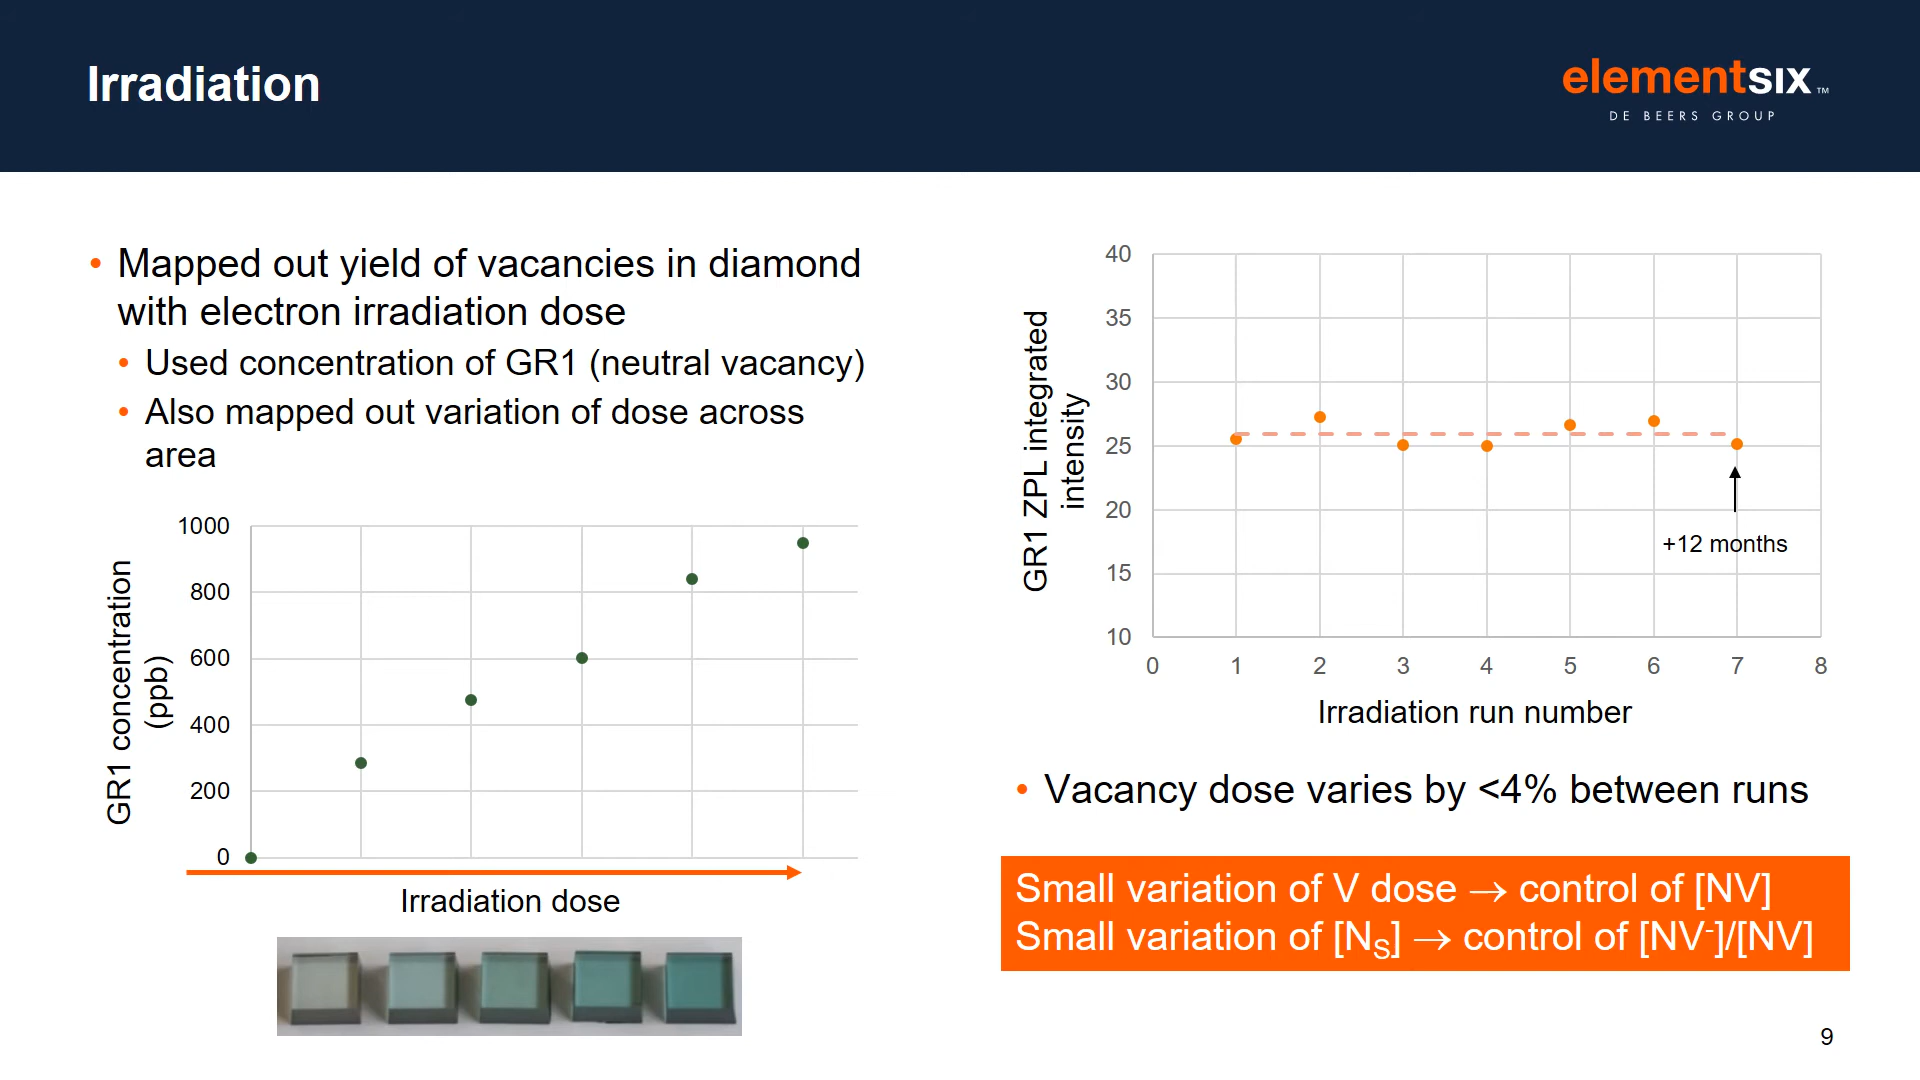 Irradiation
elementsix™
DE BEERS GROUP
• Mapped out yield of vacancies in diamond
with electron irradiation dose
• Used concentration of GR1 (neutral vacancy)
• Also mapped out variation of dose across
area
GR1 concentration
(ppb)
1000
800
600
400
200
0
Irradiation dose
GR1 ZPL integrated
intensity
40
35
30
25
20
15
10
+12 months
0 1 2 3 4 5 6 7 8
Irradiation run number
• Vacancy dose varies by <4% between runs
Small variation of V dose → control of [NV]
Small variation of [NS] → control of [NV-]/[NV]
9